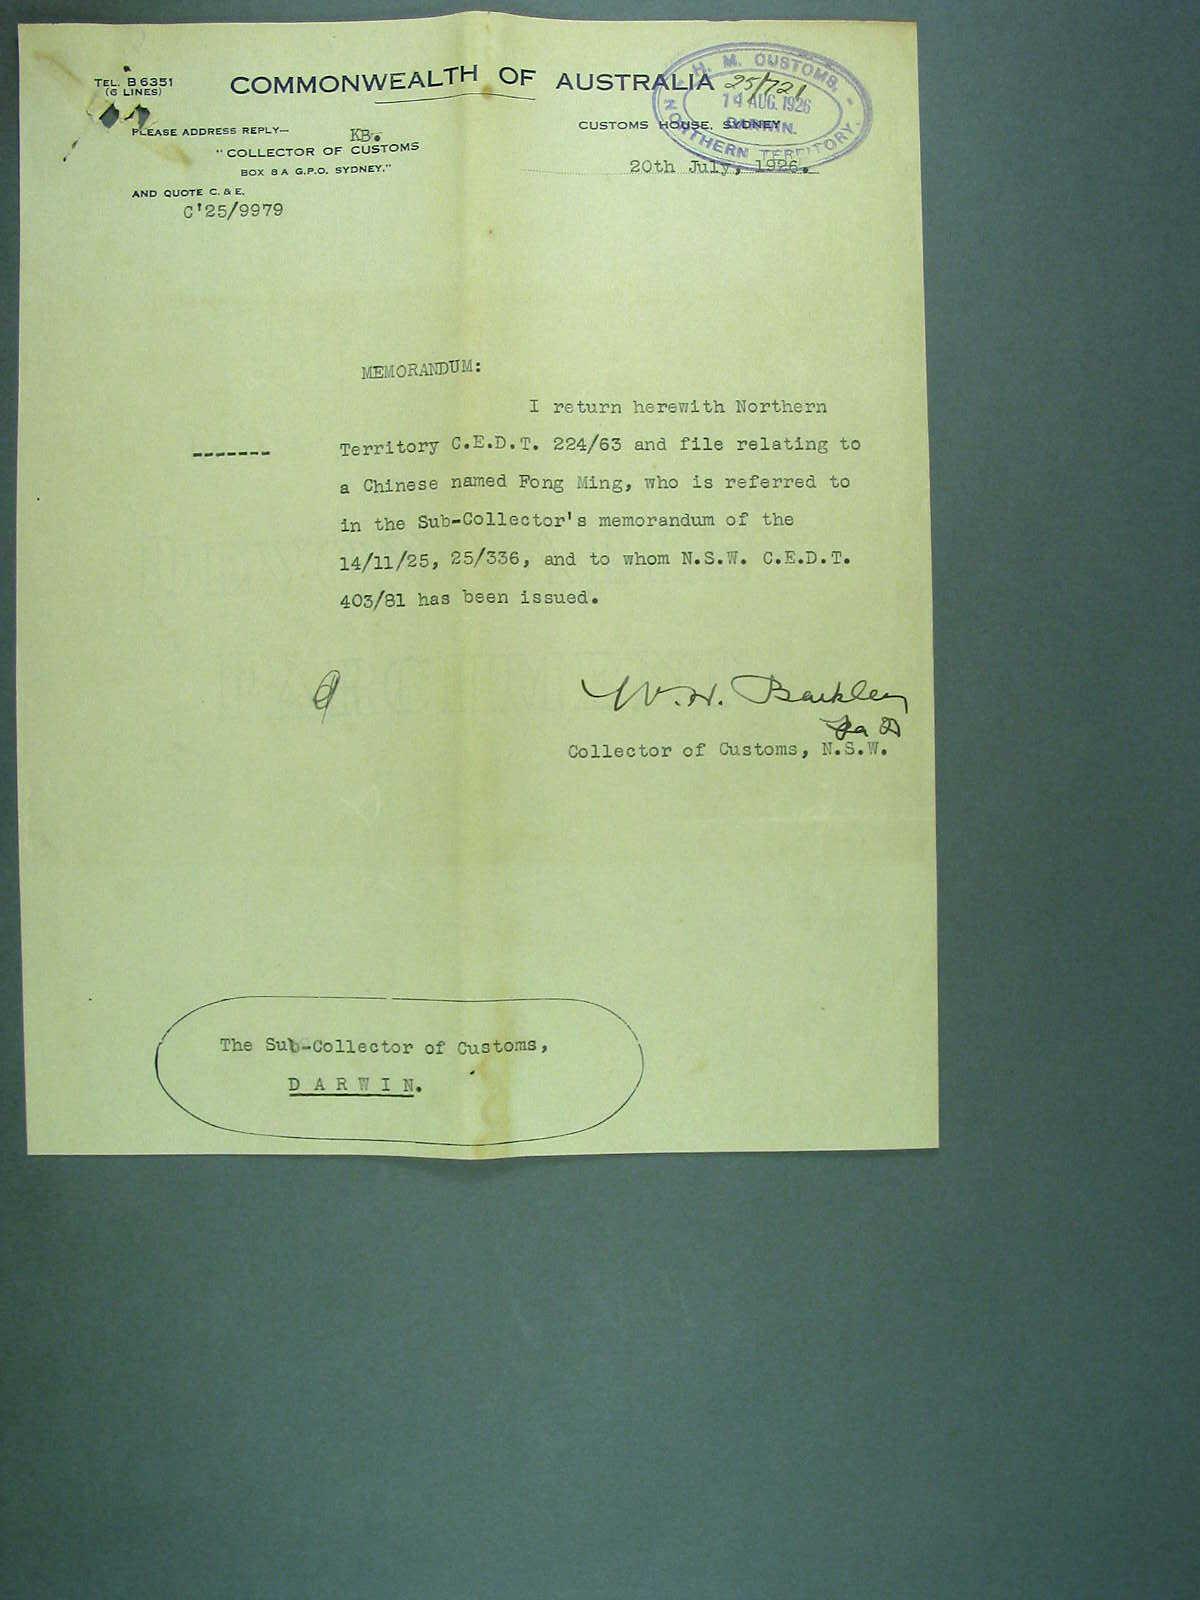 TEL. B 6351
(6 LINES)
COMMONWEALTH OF AUSTRALIA
H. M. CUSTOMS,
25/721
14 AUG. 1926
DARWIN.
NORTHERN TERRITORY.
PLEASE ADDRESS REPLY—
KB.
"COLLECTOR OF CUSTOMS
BOX 8A G.P.O. SYDNEY."
AND QUOTE C. & E.
C'25/9979
CUSTOMS HOUSE, SYDNEY
20th July, 1926.
MEMORANDUM:
I return herewith Northern
------- Territory C.E.D.T. 224/63 and file relating to
a Chinese named Fong Ming, who is referred to
in the Sub-Collector's memorandum of the
14/11/25, 25/336, and to whom N.S.W. C.E.D.T.
403/81 has been issued.
W. H. Barkley
Collector of Customs, N.S.W.
The Sub-Collector of Customs,
D A R W I N.